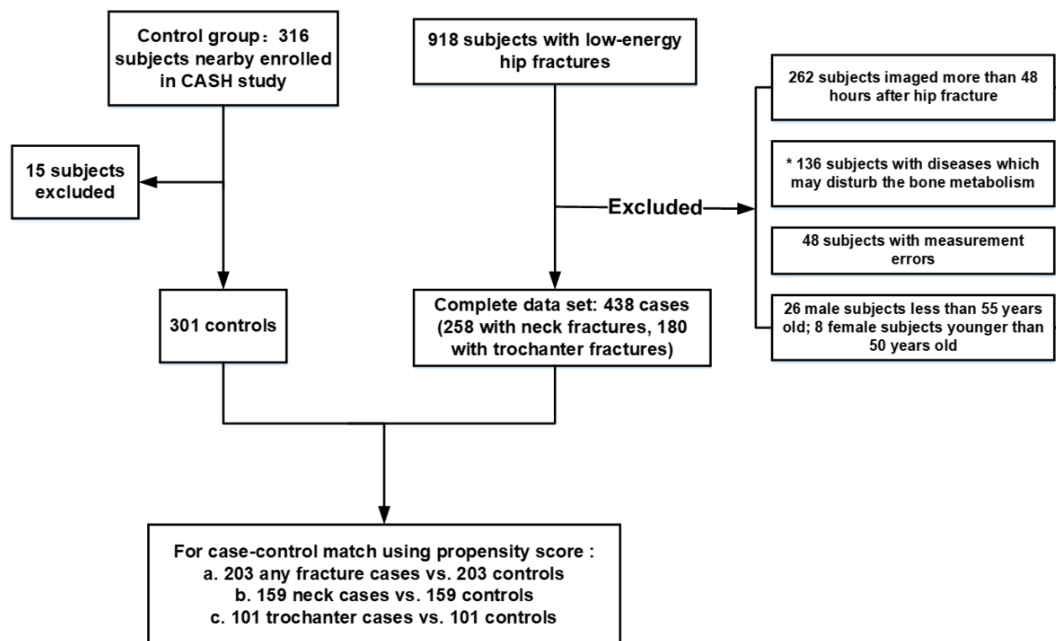 Control group：316
subjects nearby enrolled
in CASH study
918 subjects with low-energy
hip fractures
262 subjects imaged more than 48
hours after hip fracture
15 subjects
excluded
* 136 subjects with diseases which
may disturb the bone metabolism
Excluded
48 subjects with measurement
errors
301 controls
Complete data set: 438 cases
(258 with neck fractures, 180
with trochanter fractures)
26 male subjects less than 55 years
old; 8 female subjects younger than
50 years old
For case-control match using propensity score :
a. 203 any fracture cases vs. 203 controls
b. 159 neck cases vs. 159 controls
c. 101 trochanter cases vs. 101 controls